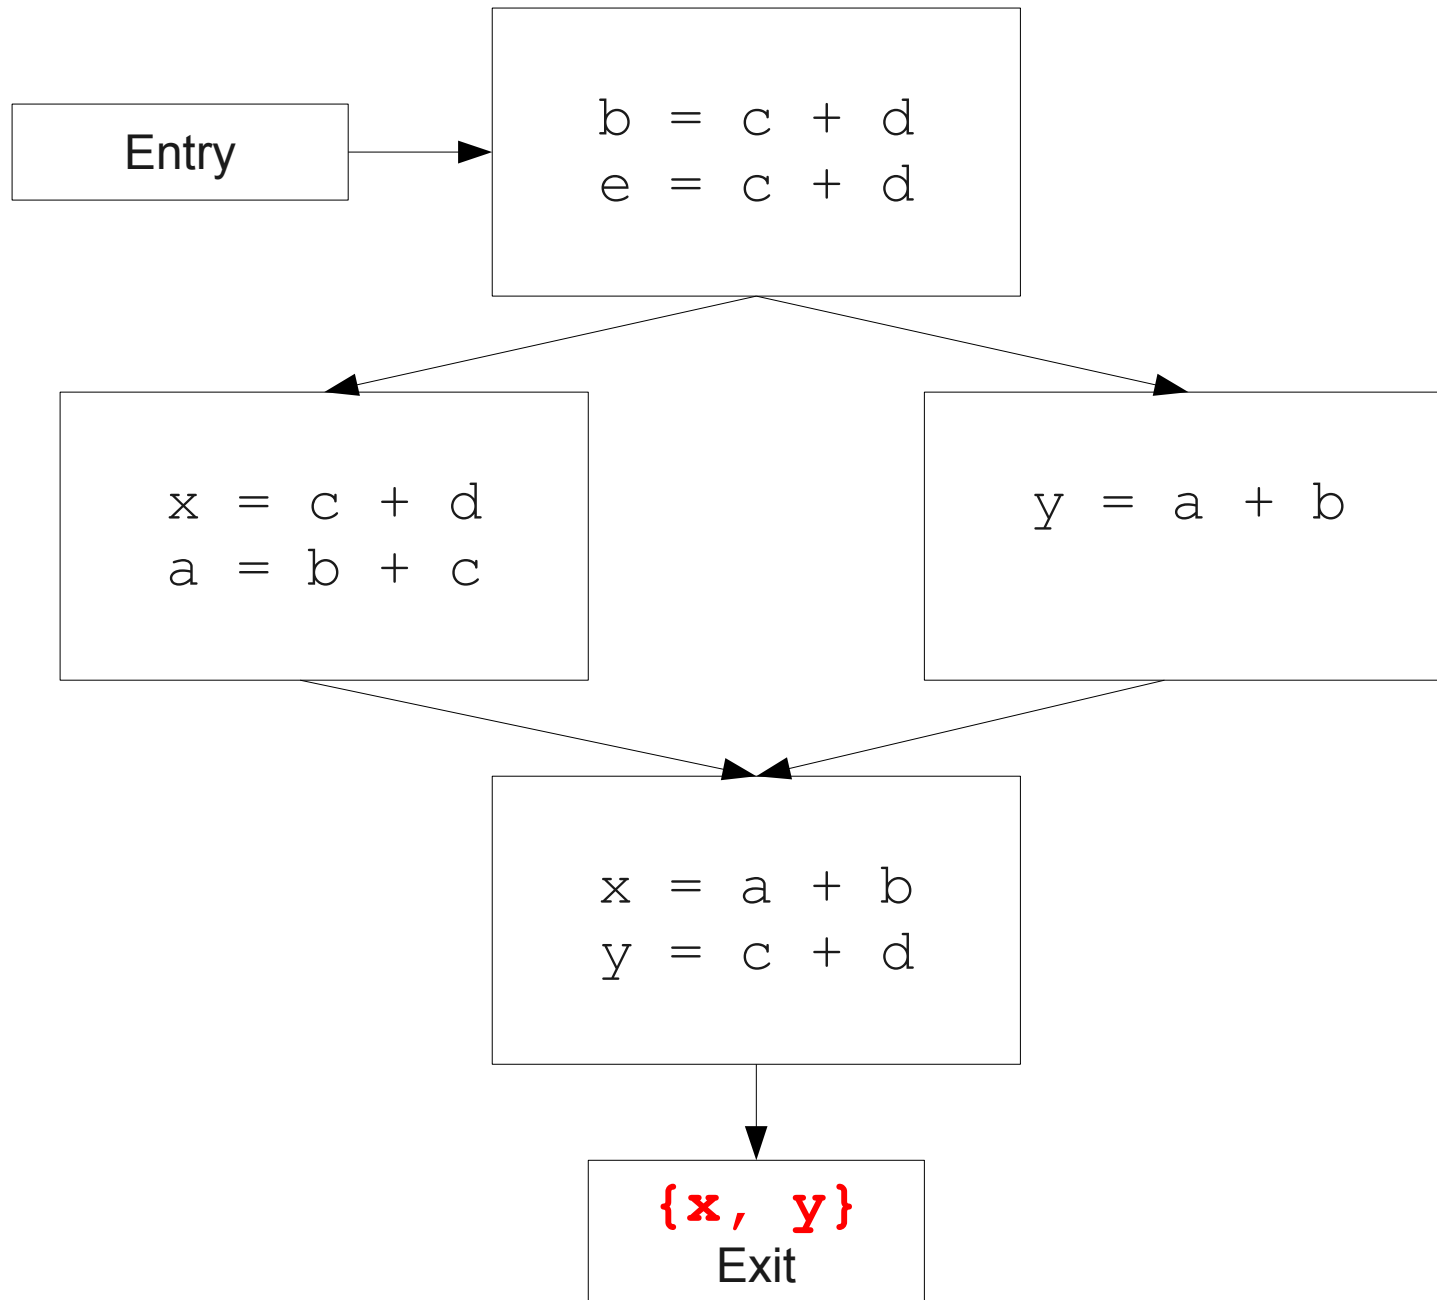 Entry
b = c + d
e = c + d
x = c + d
a = b + c
y = a + b
x = a + b
y = c + d
{x, y}
Exit